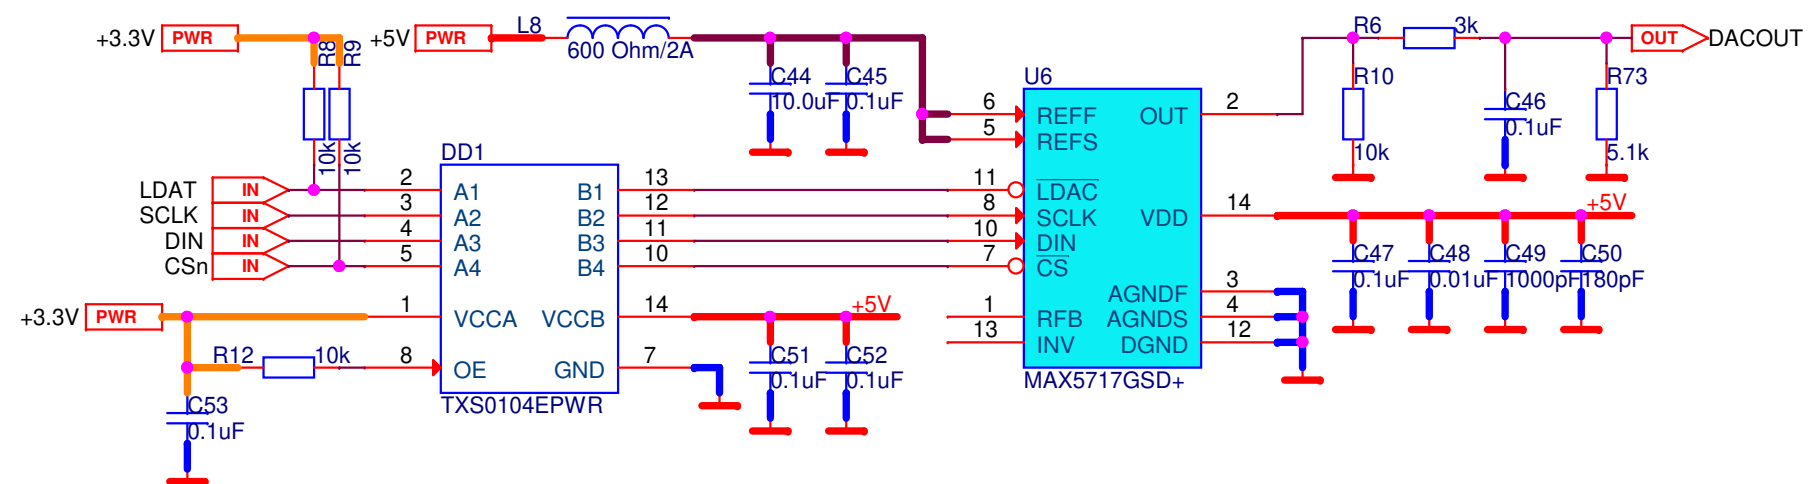 +3.3V PWR
R8
R9
10k
10k
+5V PWR
L8
600 Ohm/2A
C44
10.0uF
C45
0.1uF
U6
6 REFF
5 REFS
11 LDAC
8 SCLK
10 DIN
7 CS
1 RFB
13 INV
OUT 2
VDD 14
AGNDF 3
AGNDS 4
DGND 12
MAX5717GSD+
R6
3k
R10
10k
C46
0.1uF
R73
5.1k
OUT DACOUT
+5V
C47
0.1uF
C48
0.01uF
C49
1000pF
C50
180pF
LDAT IN
SCLK IN
DIN IN
CSn IN
DD1
2 A1
3 A2
4 A3
5 A4
1 VCCA
8 OE
B1 13
B2 12
B3 11
B4 10
VCCB 14
GND 7
TXS0104EPWR
+3.3V PWR
R12
10k
C53
0.1uF
+5V
C51
0.1uF
C52
0.1uF